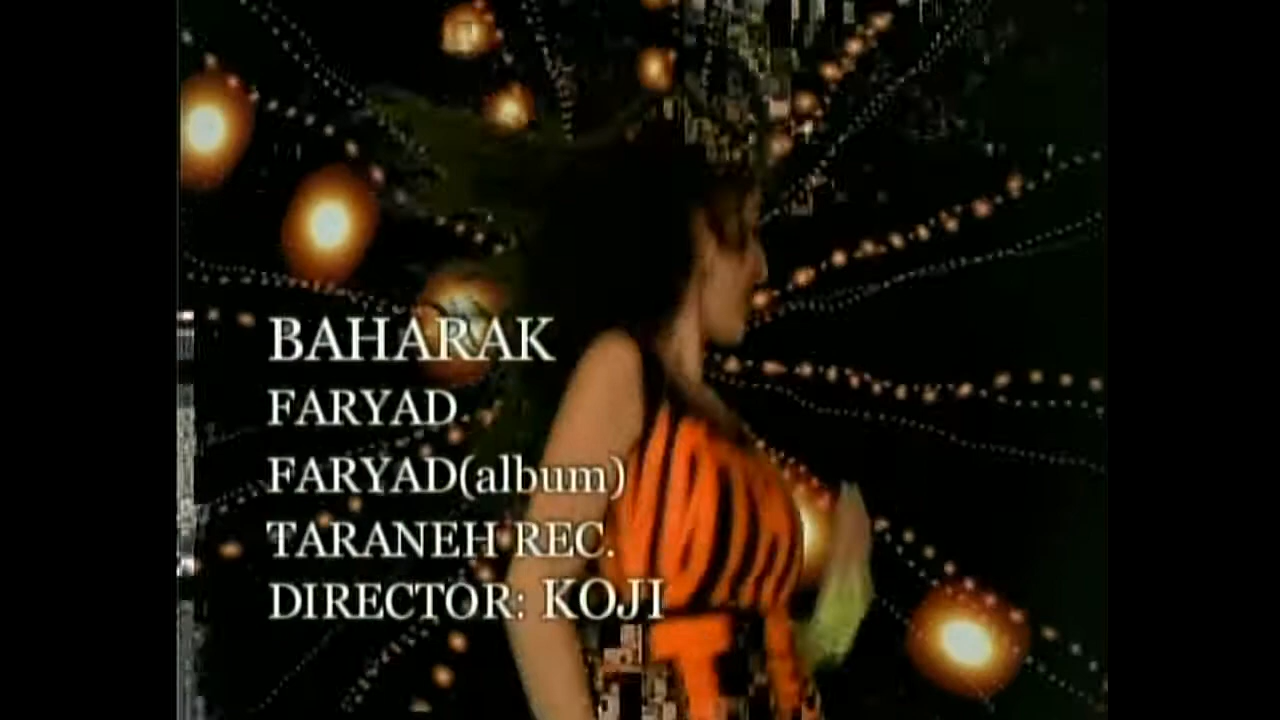 BAHARAK
FARYAD
FARYAD(album)
TARANEH REC.
DIRECTOR: KOJI